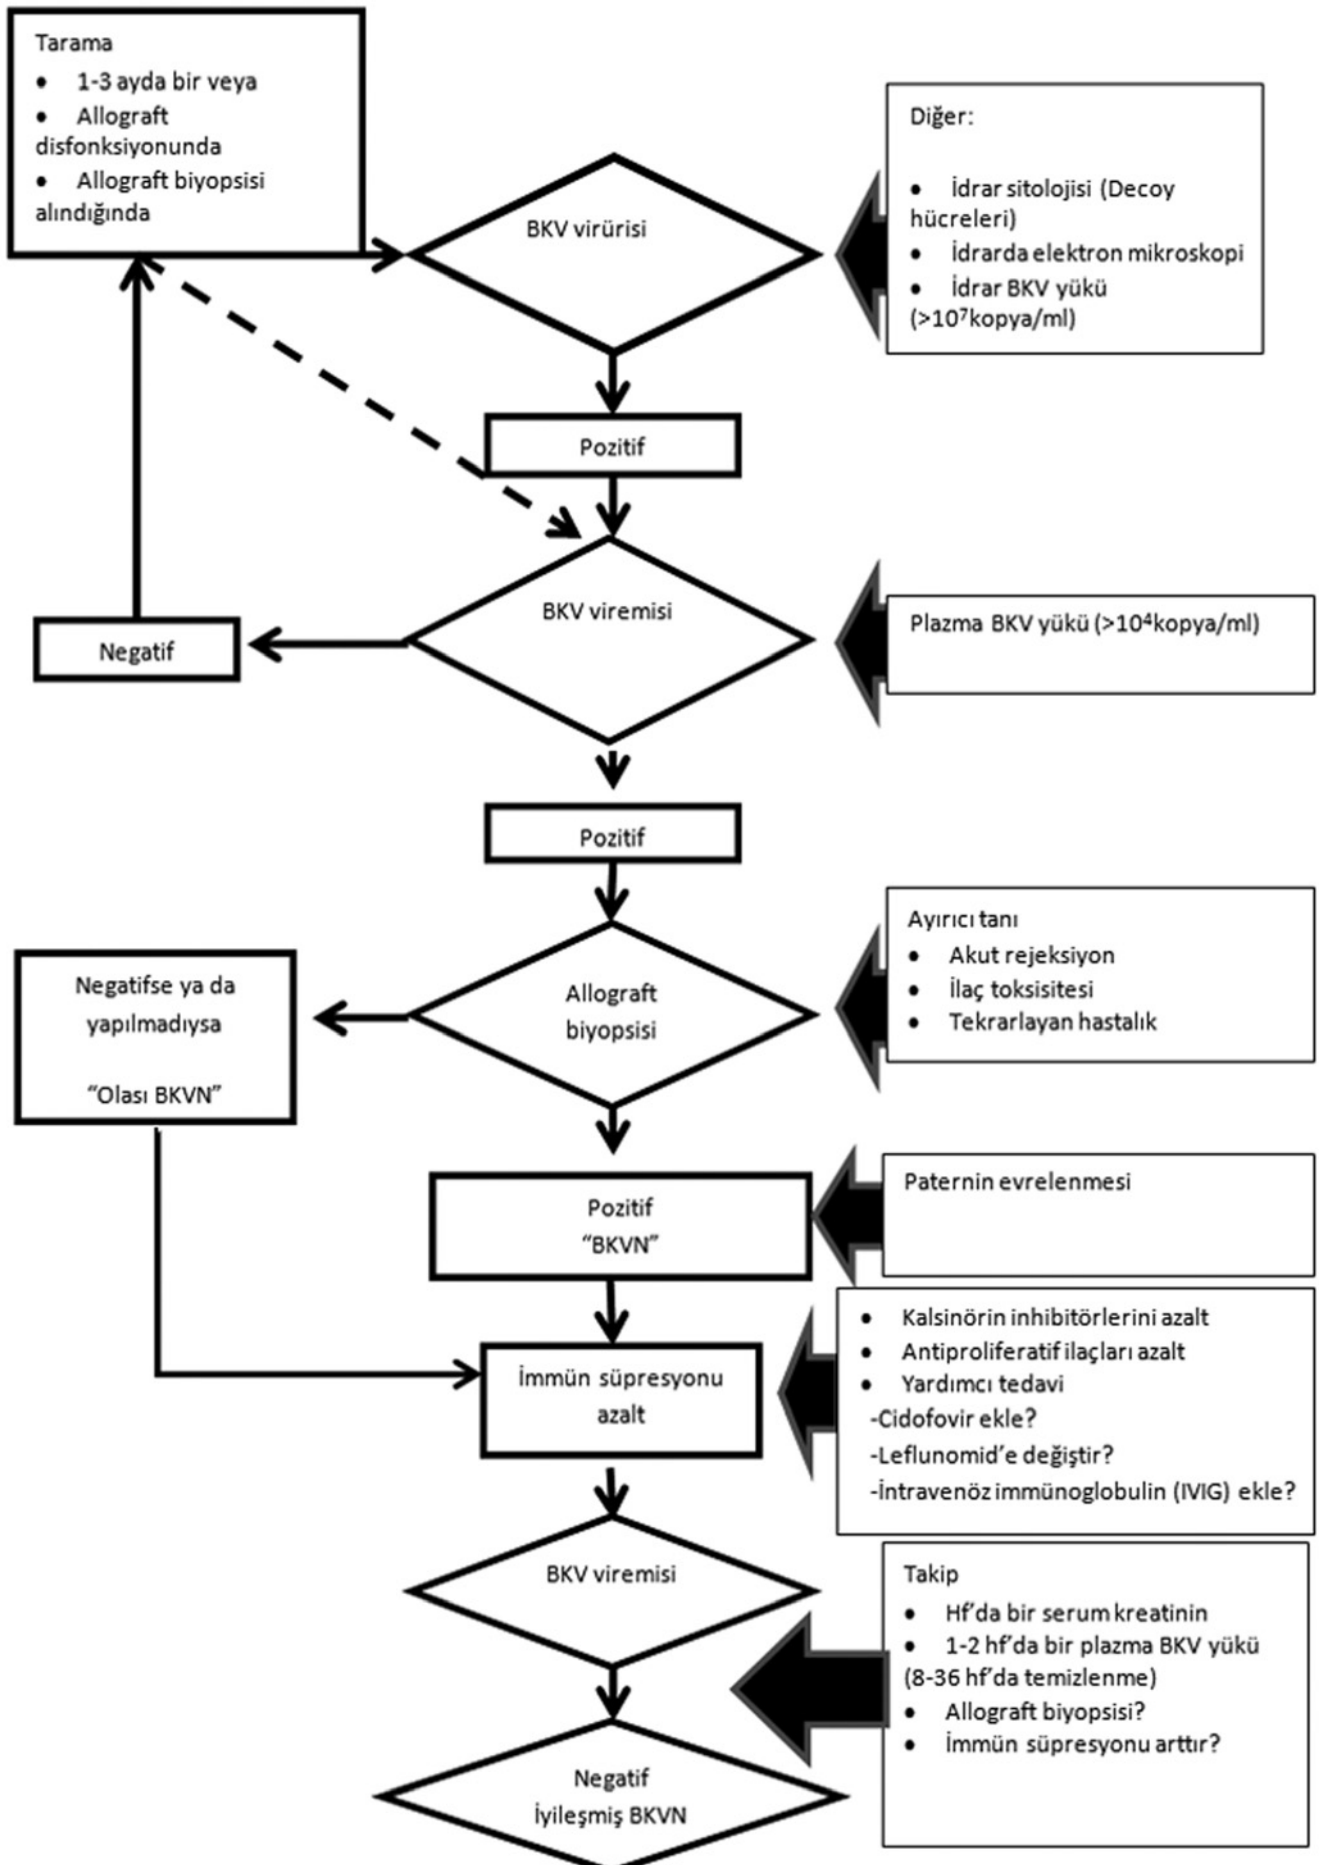 Tarama
• 1-3 ayda bir veya
• Allograft
disfonksiyonunda
• Allograft biyopsisi
alındığında
BKV virürisi
Diğer:
• İdrar sitolojisi (Decoy
hücreleri)
• İdrarda elektron mikroskopi
• İdrar BKV yükü
(>10⁷kopya/ml)
Pozitif
BKV viremisi
Plazma BKV yükü (>10⁴kopya/ml)
Negatif
Pozitif
Allograft
biyopsisi
Ayırıcı tanı
• Akut rejeksiyon
• İlaç toksisitesi
• Tekrarlayan hastalık
Negatifse ya da
yapılmadıysa
“Olası BKVN”
Pozitif
“BKVN”
Paternin evrelenmesi
İmmün süpresyonu
azalt
• Kalsinörin inhibitörlerini azalt
• Antiproliferatif ilaçları azalt
• Yardımcı tedavi
-Cidofovir ekle?
-Leflunomid’e değiştir?
-İntravenöz immünoglobulin (IVIG) ekle?
BKV viremisi
Takip
• Hf’da bir serum kreatinin
• 1-2 hf’da bir plazma BKV yükü
(8-36 hf’da temizlenme)
• Allograft biyopsisi?
• İmmün süpresyonu arttır?
Negatif
İyileşmiş BKVN